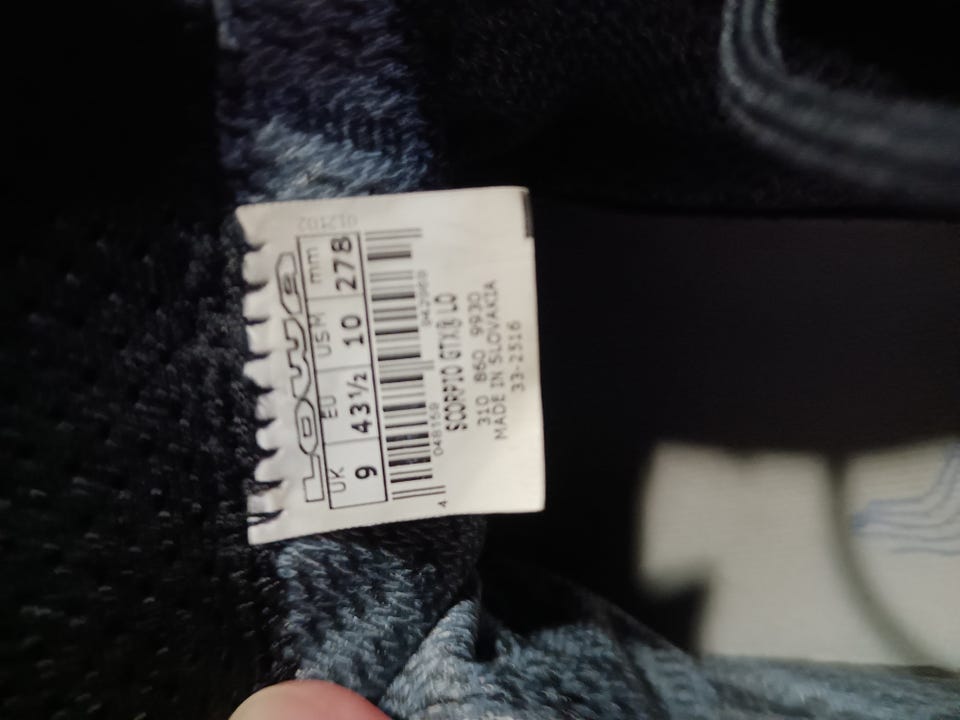 LOWA
UK EU USM mm
9 43½ 10 278
SCORPIO GTX® LO
310 860 9930
MADE IN SLOVAKIA
33-2516